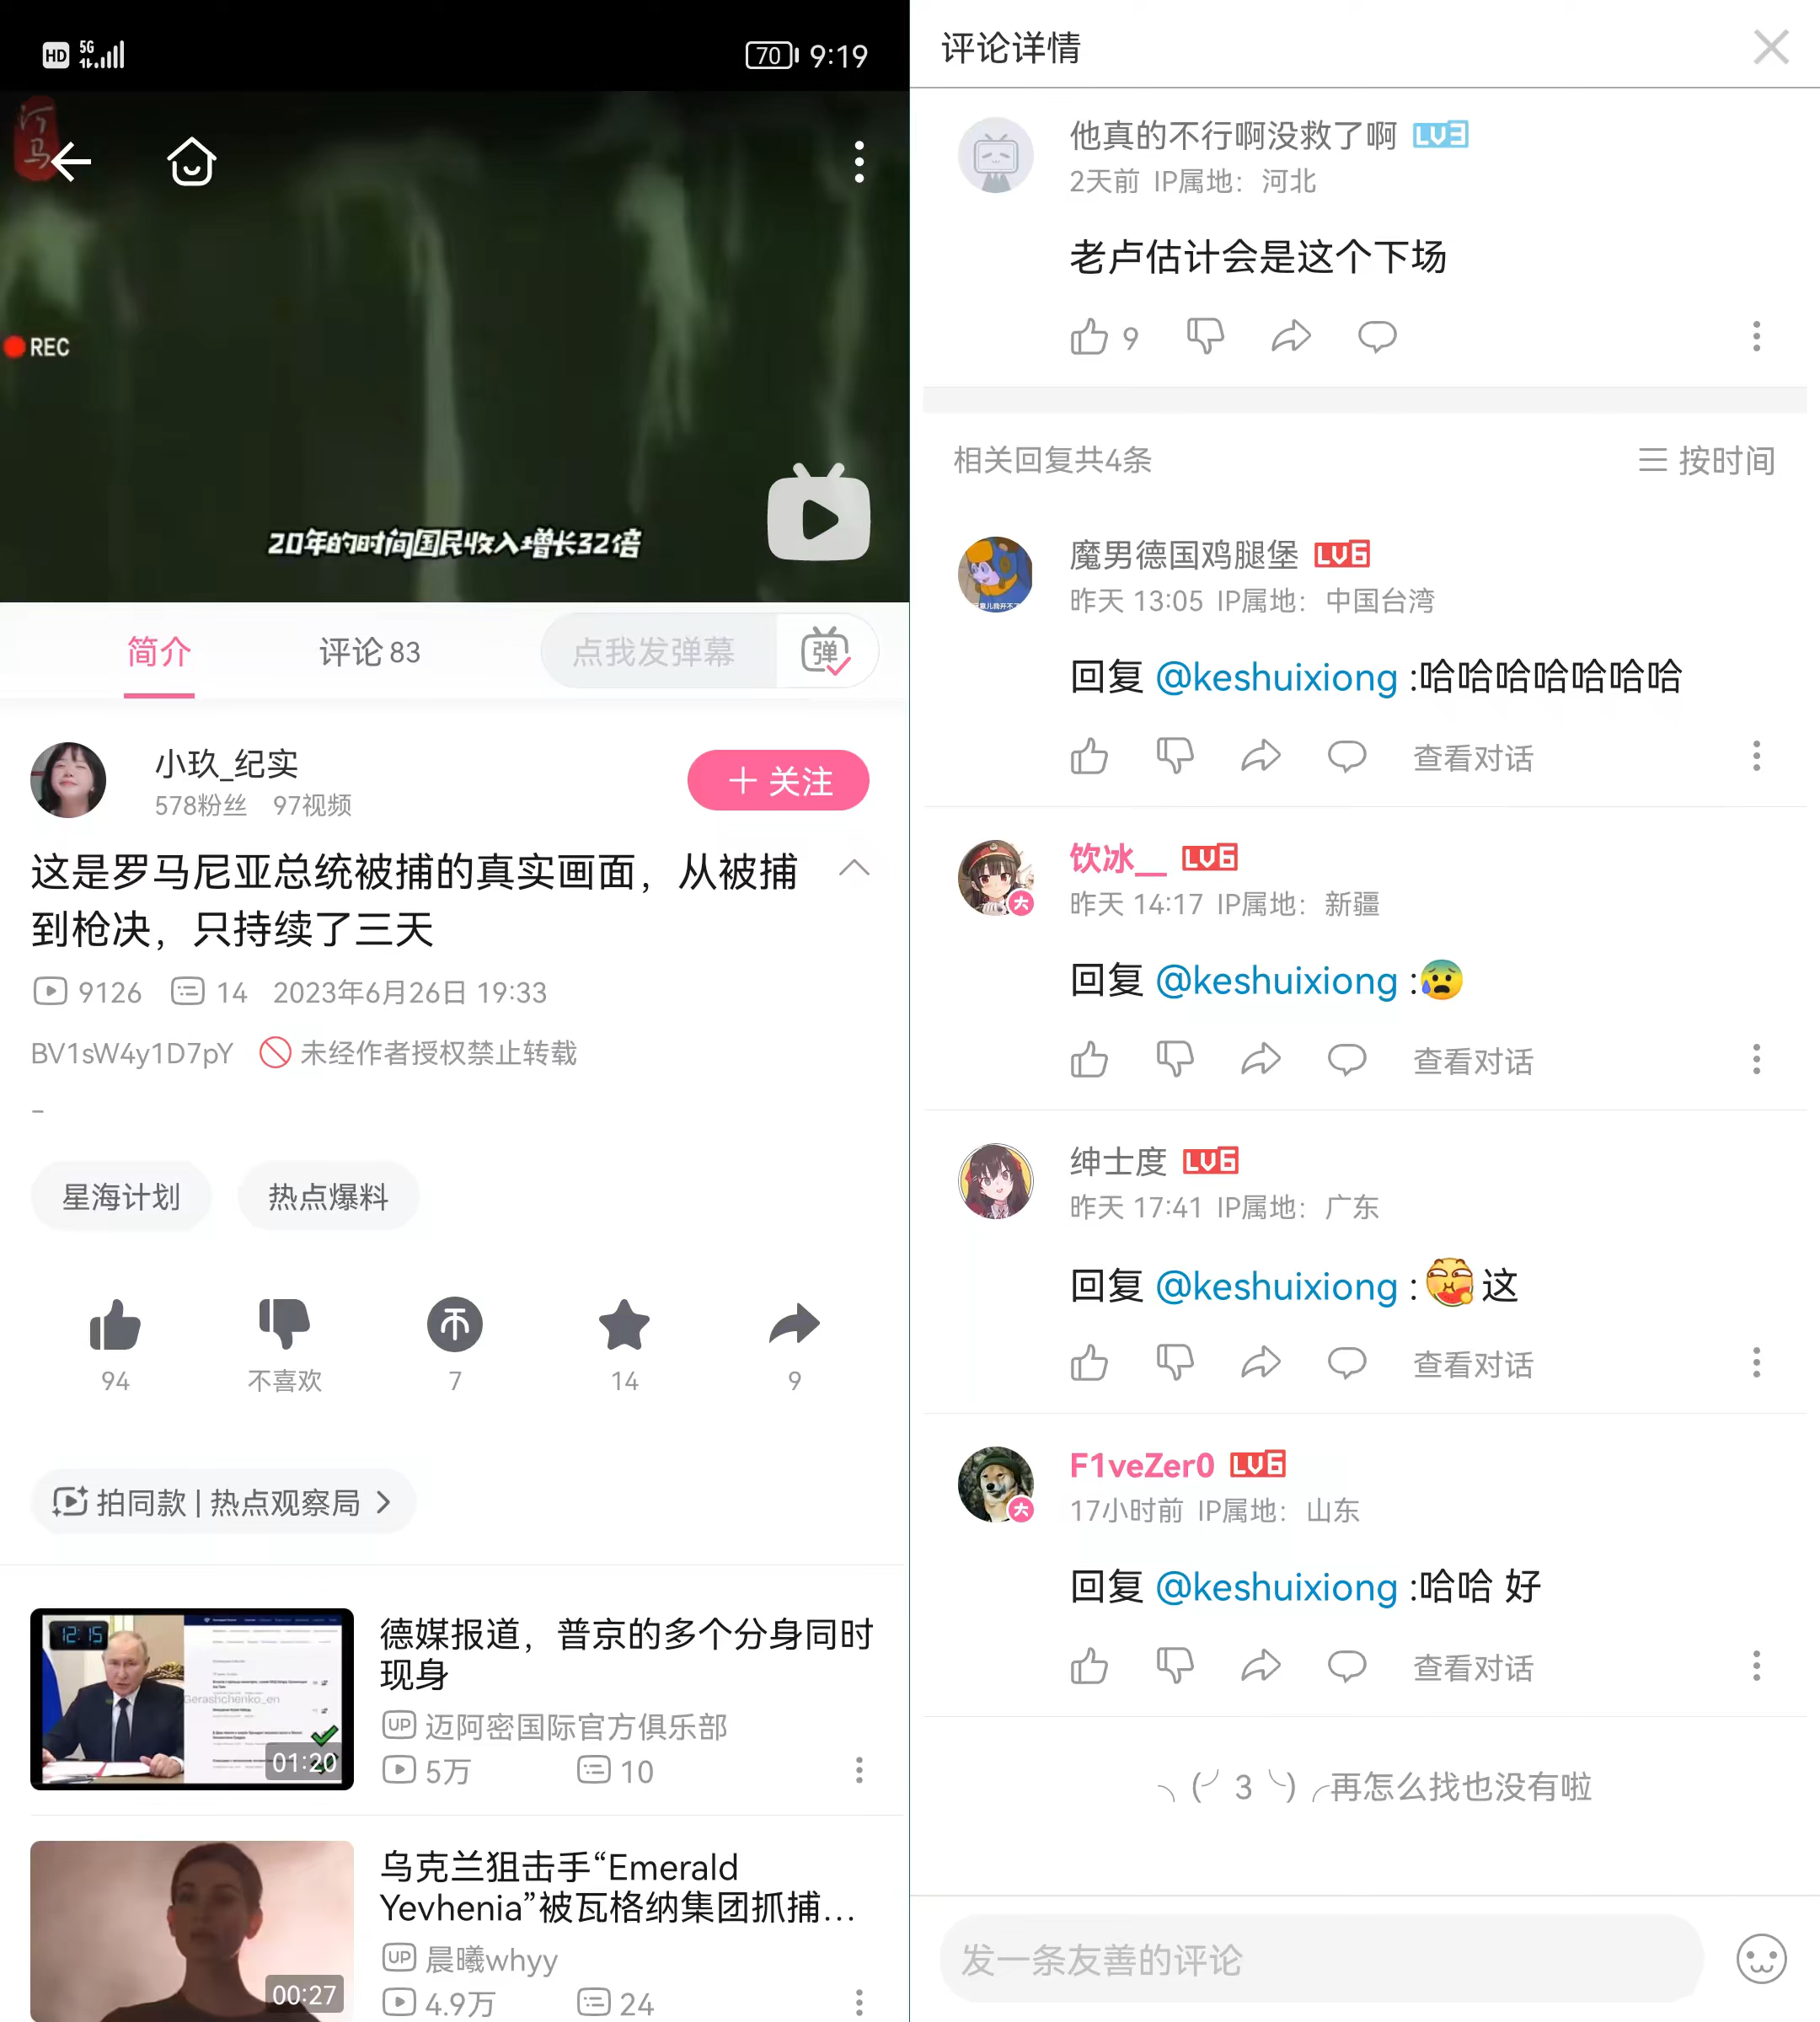 HD 5G 70 9:19
河马
REC
20年的时间国民收入增长32倍
简介 评论 83 点我发弹幕 弹
小玖_纪实
578粉丝 97视频
+ 关注
这是罗马尼亚总统被捕的真实画面，从被捕
到枪决，只持续了三天
9126 14 2023年6月26日 19:33
BV1sW4y1D7pY 未经作者授权禁止转载
-
星海计划 热点爆料
94 不喜欢 7 14 9
拍同款 | 热点观察局 >
12:15
Gerashchenko_en
01:20
德媒报道，普京的多个分身同时
现身
UP 迈阿密国际官方俱乐部
5万 10
00:27
乌克兰狙击手“Emerald
Yevhenia”被瓦格纳集团抓捕...
UP 晨曦whyy
4.9万 24
评论详情
他真的不行啊没救了啊 LV3
2天前 IP属地：河北
老卢估计会是这个下场
9
相关回复共4条 按时间
魔男德国鸡腿堡 LV6
昨天 13:05 IP属地：中国台湾
回复 @keshuixiong :哈哈哈哈哈哈哈
查看对话
饮冰__ LV6
昨天 14:17 IP属地：新疆
大
回复 @keshuixiong :😰
查看对话
绅士度 LV6
昨天 17:41 IP属地：广东
回复 @keshuixiong : 这
查看对话
F1veZer0 LV6
17小时前 IP属地：山东
大
回复 @keshuixiong :哈哈 好
查看对话
╮(╯3╰)╭再怎么找也没有啦
发一条友善的评论